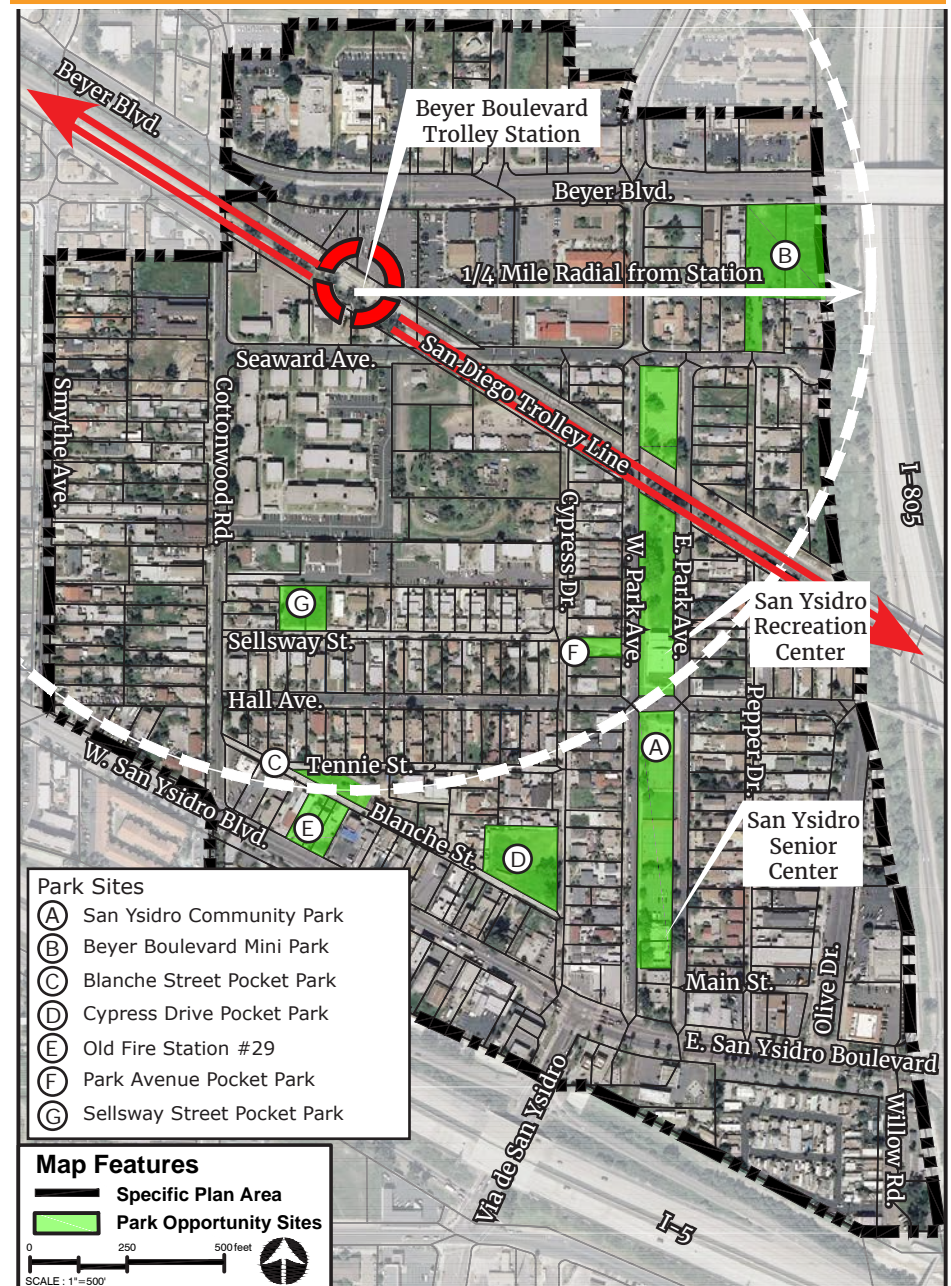 Beyer Blvd.
Beyer Boulevard
Trolley Station
Beyer Blvd.
B
1/4 Mile Radial from Station
Seaward Ave.
San Diego Trolley Line
Smythe Ave.
Cottonwood Rd.
Cypress Dr.
W. Park Ave.
E. Park Ave.
I-805
G
Sellsway St.
F
San Ysidro
Recreation
Center
Hall Ave.
Pepper Dr.
A
C
Tennie St.
W. San Ysidro Blvd.
E
Blanche St.
D
San Ysidro
Senior
Center
Main St.
Olive Dr.
E. San Ysidro Boulevard
Willow Rd.
Via de San Ysidro
I-5
Park Sites
A San Ysidro Community Park
B Beyer Boulevard Mini Park
C Blanche Street Pocket Park
D Cypress Drive Pocket Park
E Old Fire Station #29
F Park Avenue Pocket Park
G Sellsway Street Pocket Park
Map Features
Specific Plan Area
Park Opportunity Sites
0 250 500 feet
SCALE : 1"=500'